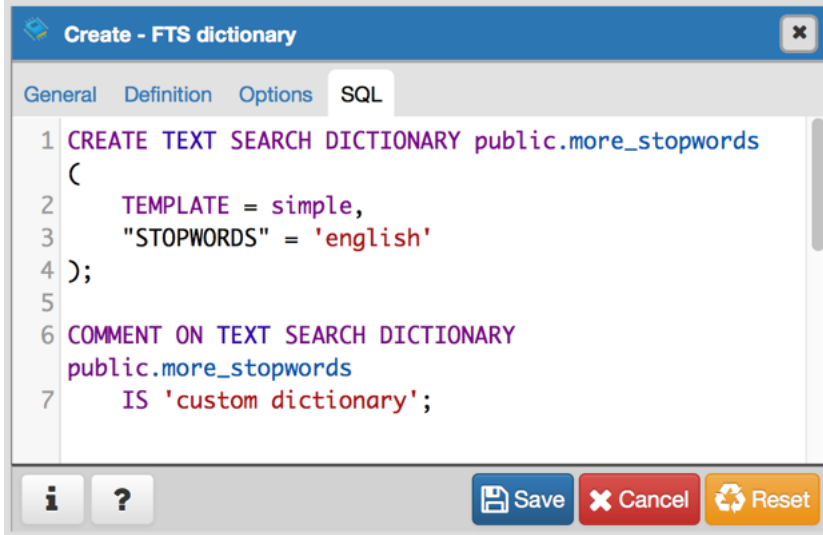 Create - FTS dictionary
General Definition Options SQL
1 CREATE TEXT SEARCH DICTIONARY public.more_stopwords
(
2     TEMPLATE = simple,
3     "STOPWORDS" = 'english'
4 );
5
6 COMMENT ON TEXT SEARCH DICTIONARY
public.more_stopwords
7     IS 'custom dictionary';
i ? Save Cancel Reset